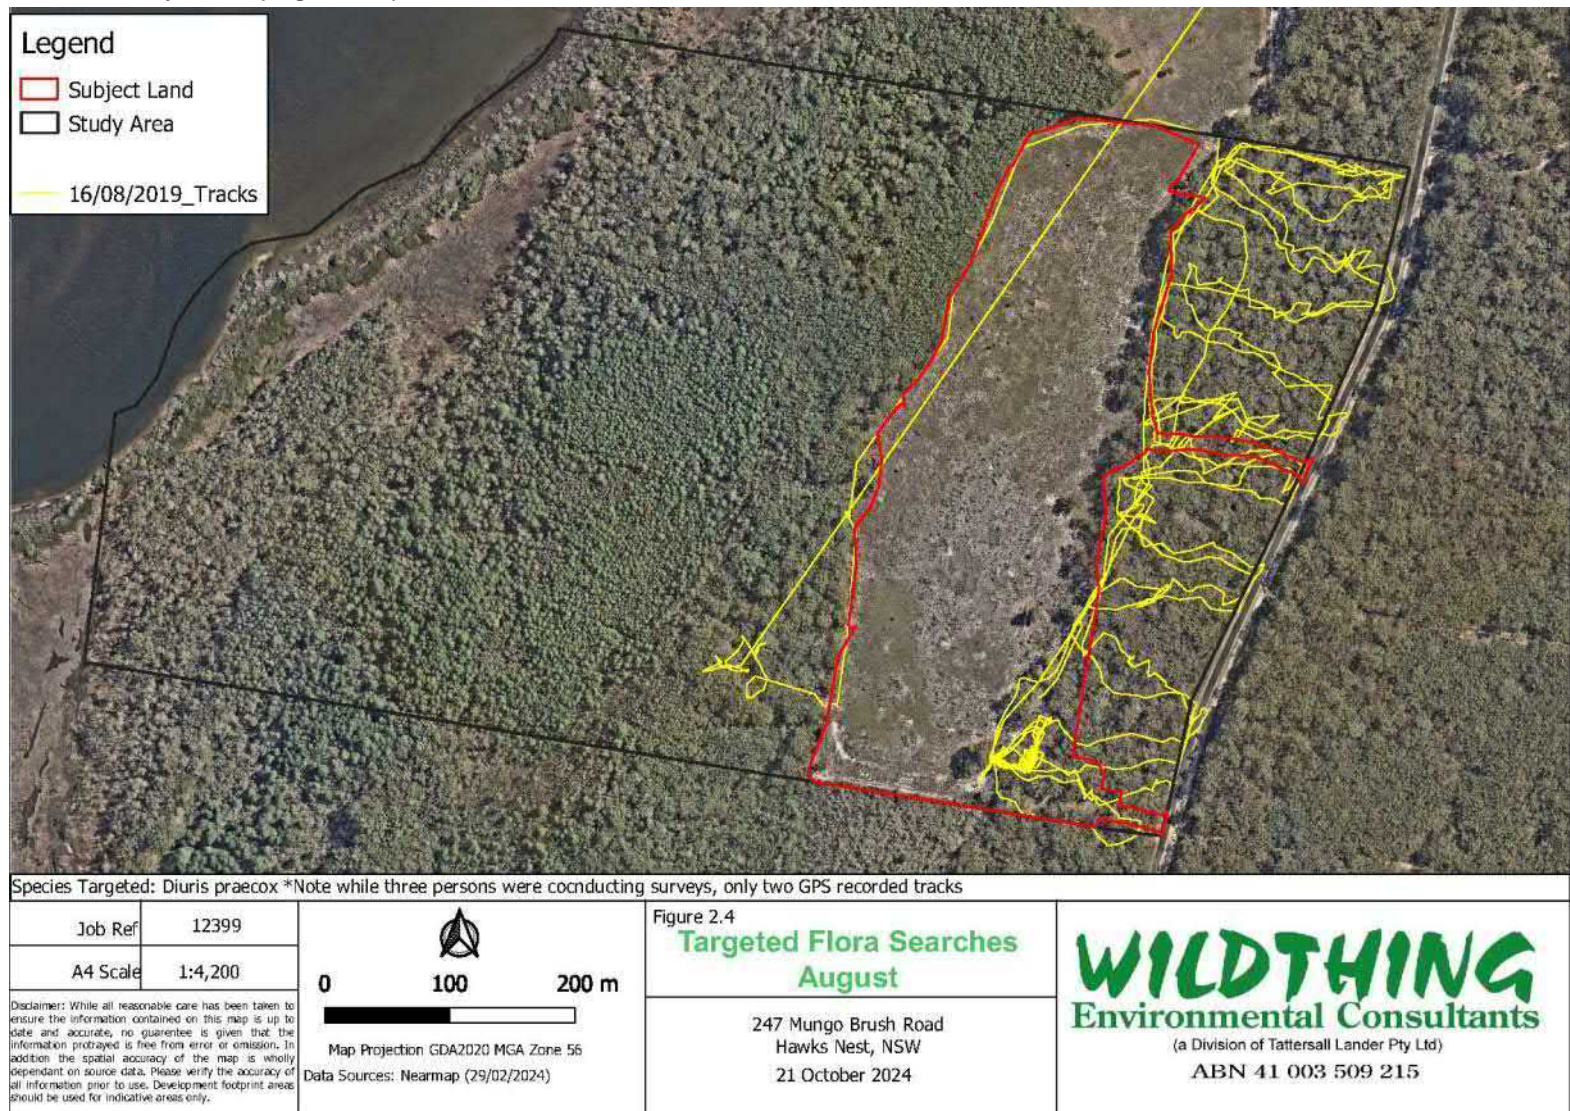 Legend
Subject Land
Study Area
16/08/2019_Tracks
Species Targeted: Diuris praecox *Note while three persons were cocnducting surveys, only two GPS recorded tracks
Job Ref 12399
A4 Scale 1:4,200
Disclaimer: While all reasonable care has been taken to
ensure the information contained on this map is up to
date and accurate, no guarentee is given that the
information protrayed is free from error or omission. In
addition the spatial accuracy of the map is wholly
dependant on source data. Please verify the accuracy of
all information prior to use. Development footprint areas
should be used for indicative areas only.
0 100 200 m
Map Projection GDA2020 MGA Zone 56
Data Sources: Nearmap (29/02/2024)
Figure 2.4
Targeted Flora Searches
August
247 Mungo Brush Road
Hawks Nest, NSW
21 October 2024
WILDTHING
Environmental Consultants
(a Division of Tattersall Lander Pty Ltd)
ABN 41 003 509 215